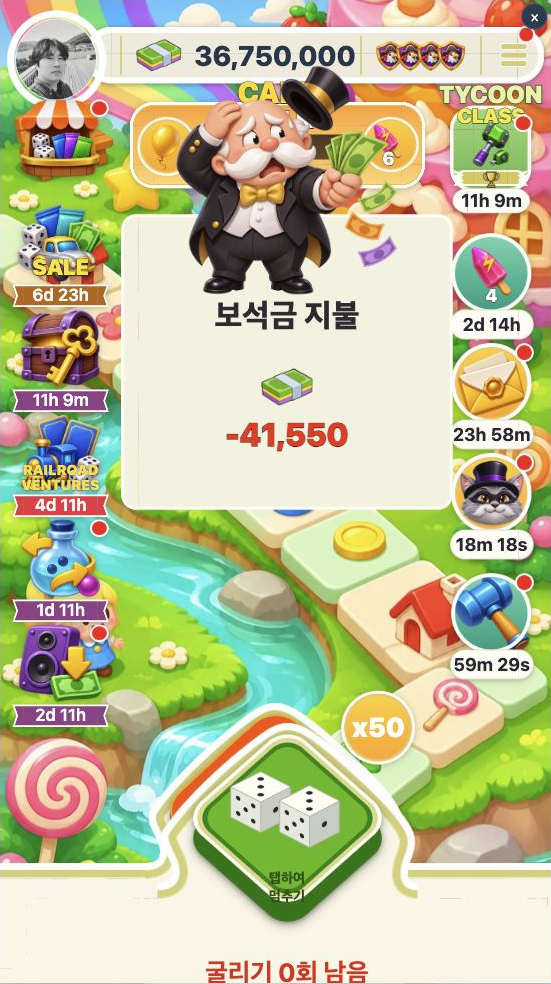 x
36,750,000
TYCOON
CLASS
6
11h 9m
SALE
6d 23h
보석금 지불
4
2d 14h
11h 9m
-41,550
23h 58m
RAILROAD
VENTURES
4d 11h
18m 18s
1d 11h
59m 29s
2d 11h
x50
탭하여
멈추기
굴리기 0회 남음